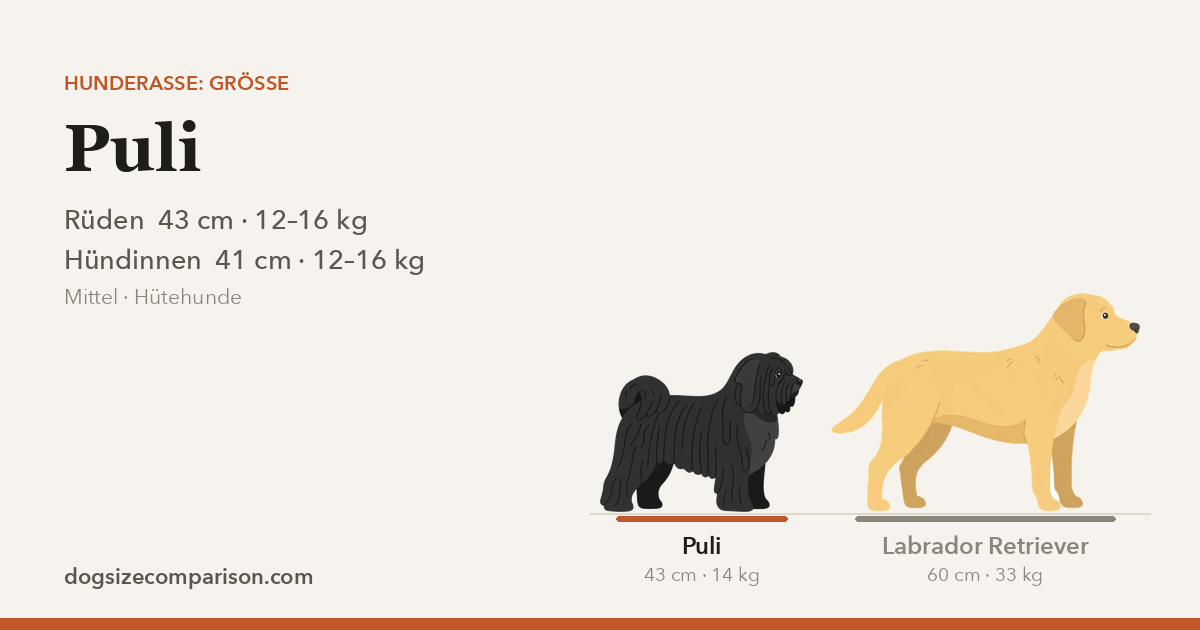 HUNDERASSE: GRÖSSE
Puli
Rüden 43 cm · 12–16 kg
Hündinnen 41 cm · 12–16 kg
Mittel · Hütehunde
Puli
43 cm · 14 kg
Labrador Retriever
60 cm · 33 kg
dogsizecomparison.com